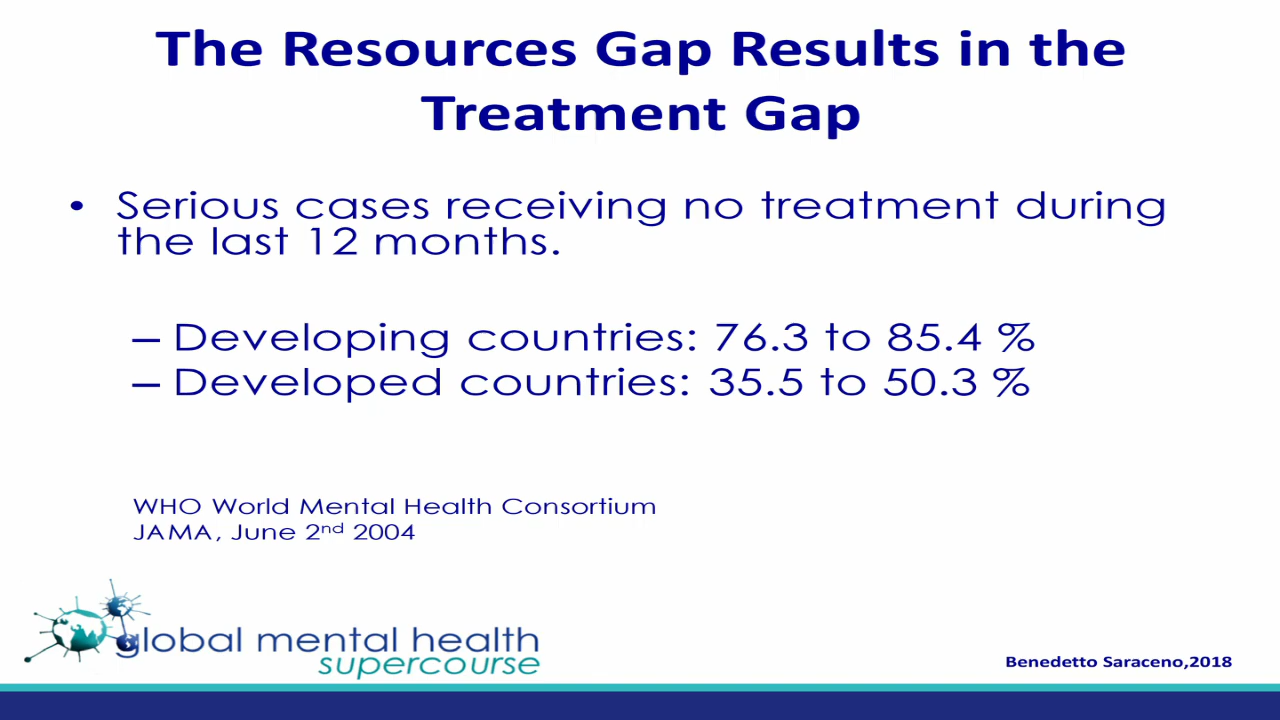 The Resources Gap Results in the
Treatment Gap
• Serious cases receiving no treatment during
the last 12 months.
– Developing countries: 76.3 to 85.4 %
– Developed countries: 35.5 to 50.3 %
WHO World Mental Health Consortium
JAMA, June 2nd 2004
global mental health
supercourse
Benedetto Saraceno,2018